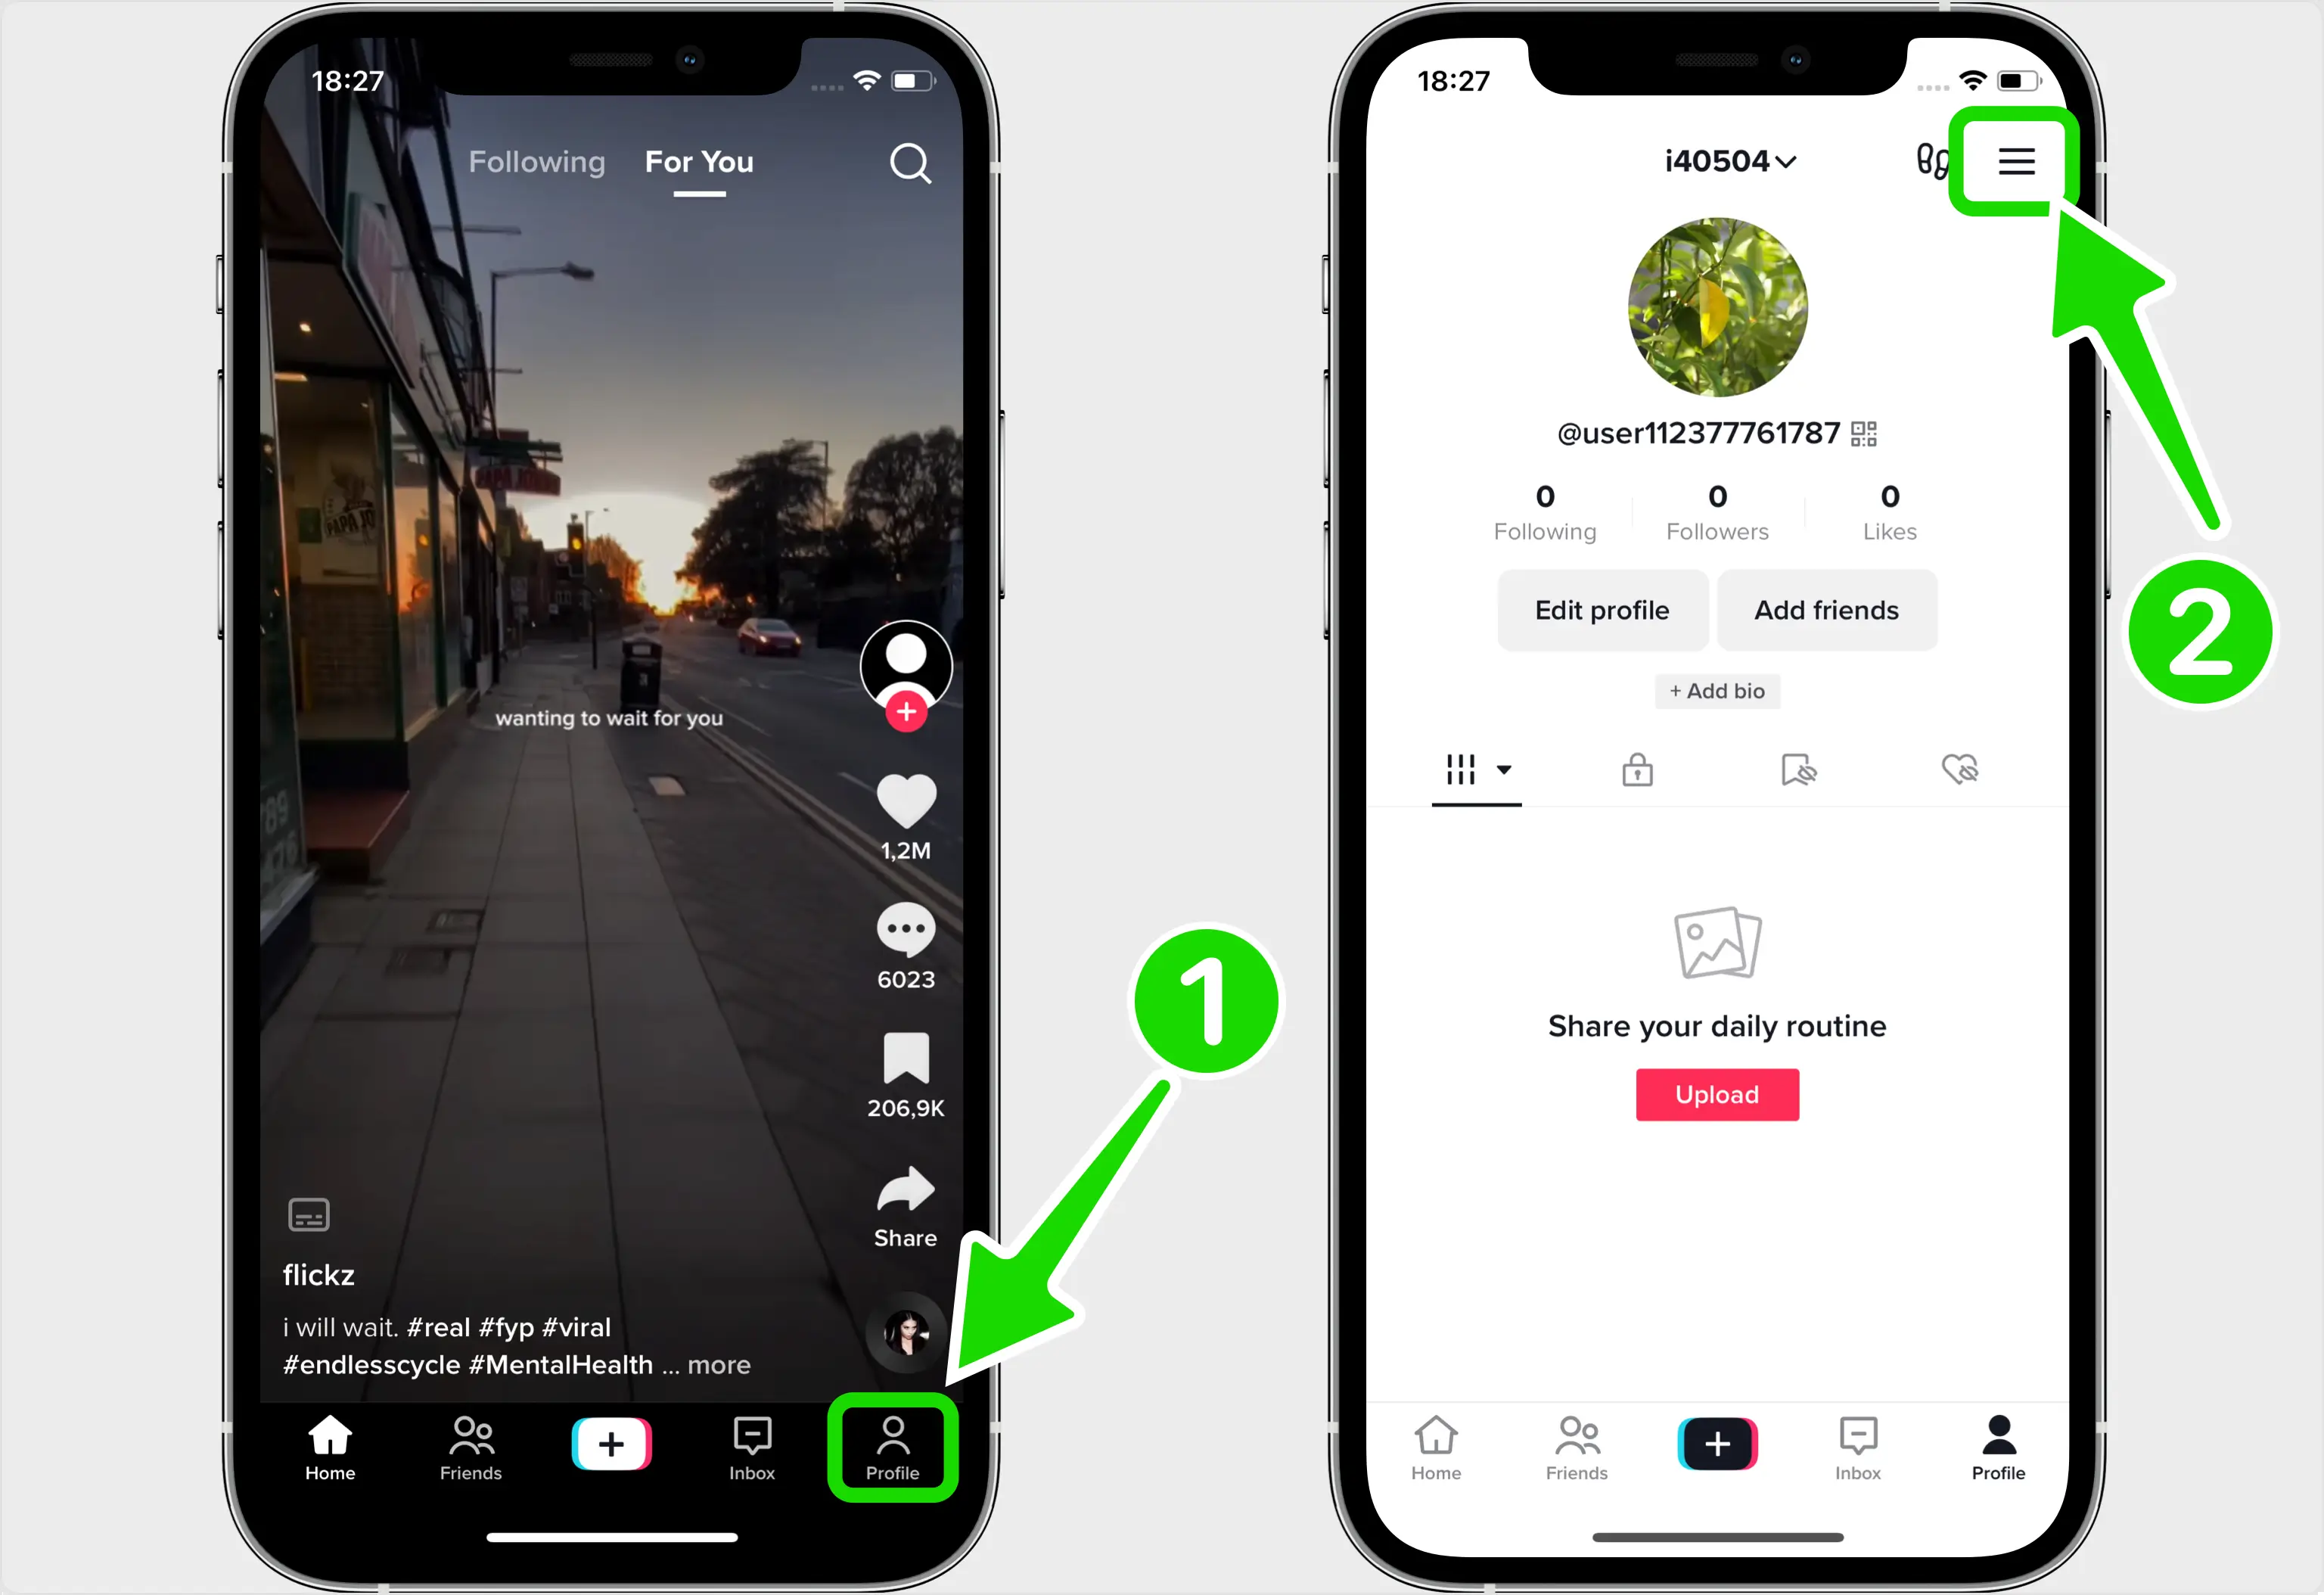 18:27
Following For You
wanting to wait for you
1,2M
6023
206,9K
Share
flickz
i will wait. #real #fyp #viral
#endlesscycle #MentalHealth ... more
Home Friends Inbox Profile
1
18:27
i40504
@user112377761787
0 0 0
Following Followers Likes
Edit profile Add friends
+ Add bio
Share your daily routine
Upload
Home Friends Inbox Profile
2